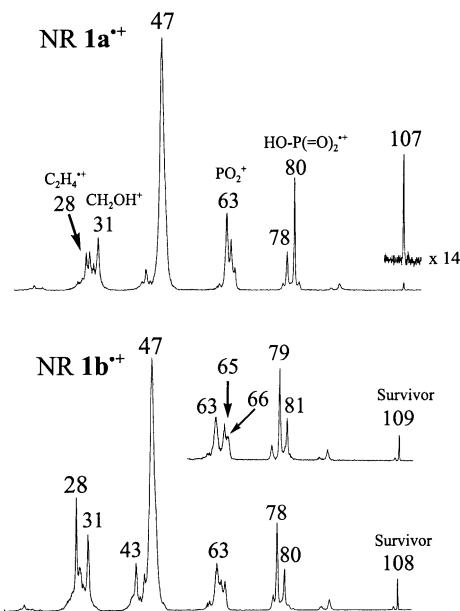 NR 1a•+
47
HO-P(=O)₂•+
107
C₂H₄•+
CH₂OH⁺
PO₂⁺
80
28
31
63
78
x 14
NR 1b•+
47
79
65
66
63
81
Survivor
109
28
31
43
63
78
80
Survivor
108